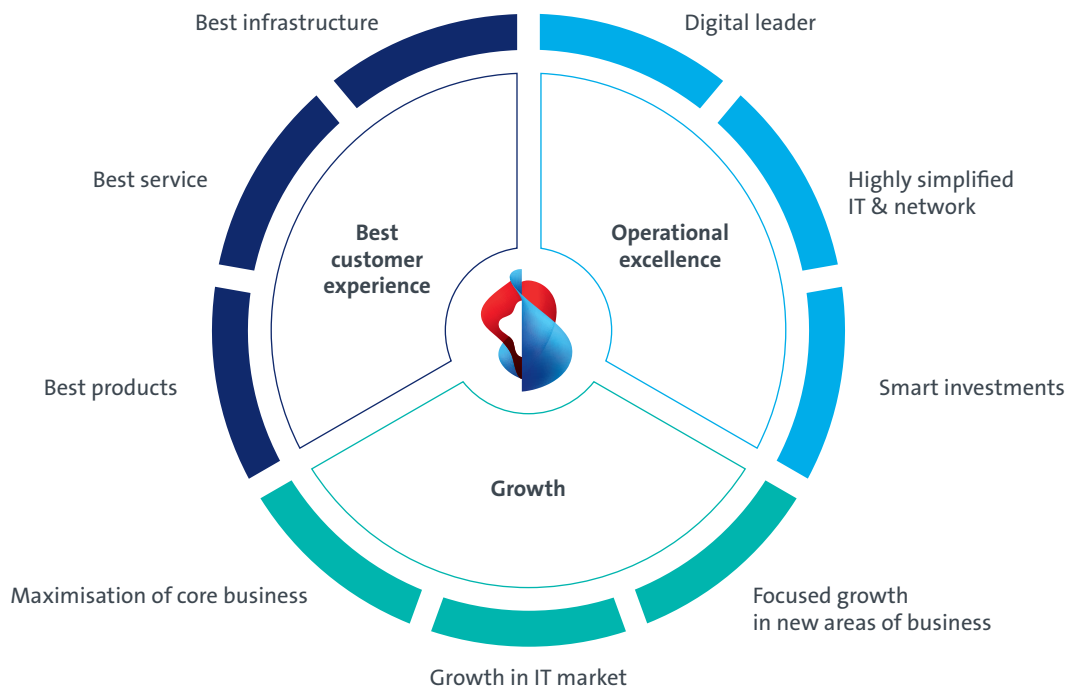 Best infrastructure
Digital leader
Best service
Highly simplified
IT & network
Best
customer
experience
Operational
excellence
Best products
Smart investments
Growth
Maximisation of core business
Focused growth
in new areas of business
Growth in IT market